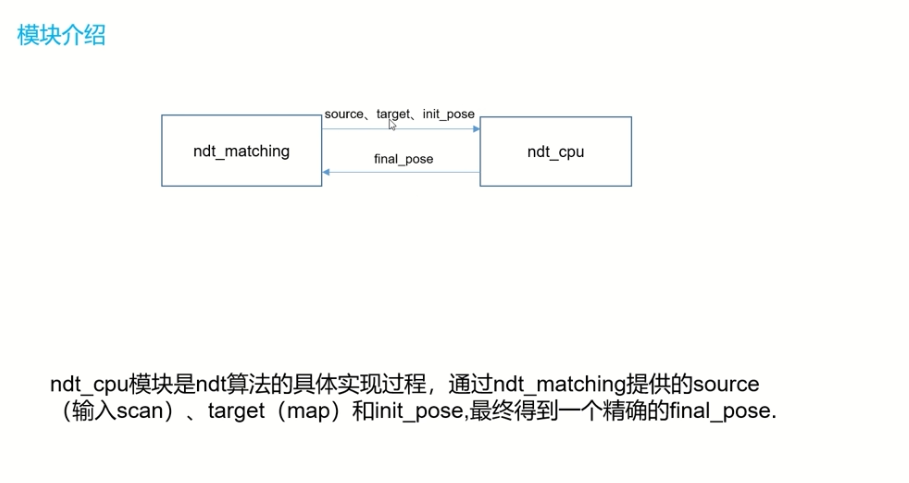 模块介绍
source、target、init_pose
ndt_matching
ndt_cpu
final_pose
ndt_cpu模块是ndt算法的具体实现过程，通过ndt_matching提供的source
（输入scan）、target（map）和init_pose,最终得到一个精确的final_pose.